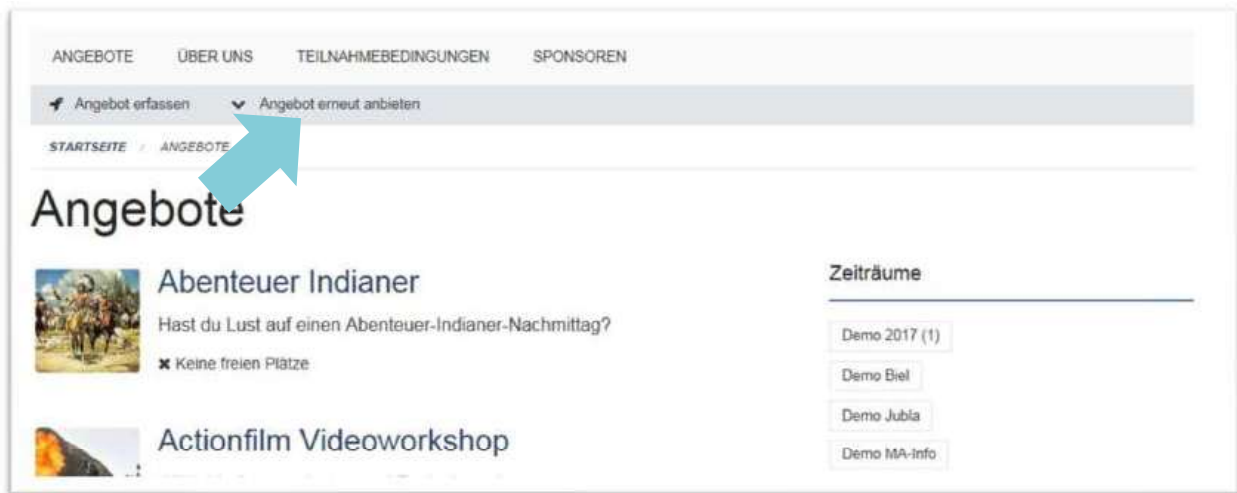 ANGEBOTE ÜBER UNS TEILNAHMEBEDINGUNGEN SPONSOREN
Angebot erfassen Angebot erneut anbieten
STARTSEITE / ANGEBOTE
Angebote
Abenteuer Indianer
Hast du Lust auf einen Abenteuer-Indianer-Nachmittag?
Keine freien Plätze
Actionfilm Videoworkshop
Zeiträume
Demo 2017 (1)
Demo Biel
Demo Jubla
Demo MA-Info